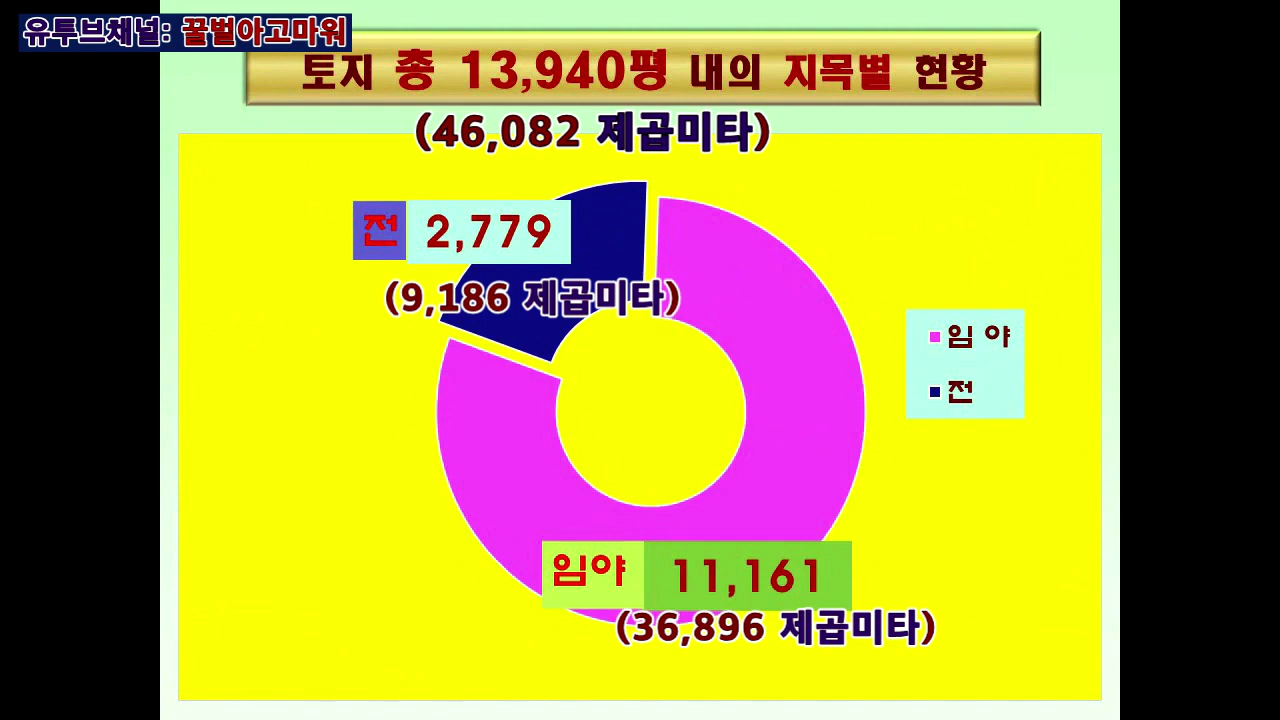 유투브채널: 꿀벌아고마워
토지 총 13,940평 내의 지목별 현황
(46,082 제곱미타)
전 2,779
(9,186 제곱미타)
임 야
전
임야 11,161
(36,896 제곱미타)